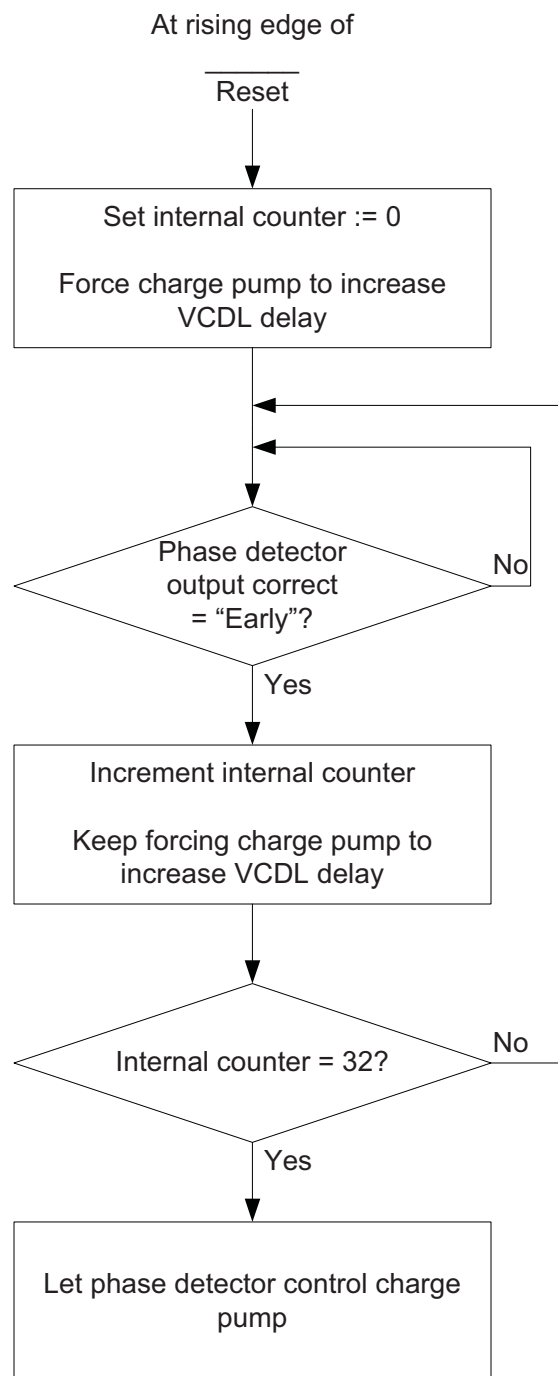 At rising edge of
Reset
Set internal counter := 0
Force charge pump to increase
VCDL delay
Phase detector
output correct
= “Early”?
No
Yes
Increment internal counter
Keep forcing charge pump to
increase VCDL delay
Internal counter = 32?
No
Yes
Let phase detector control charge
pump